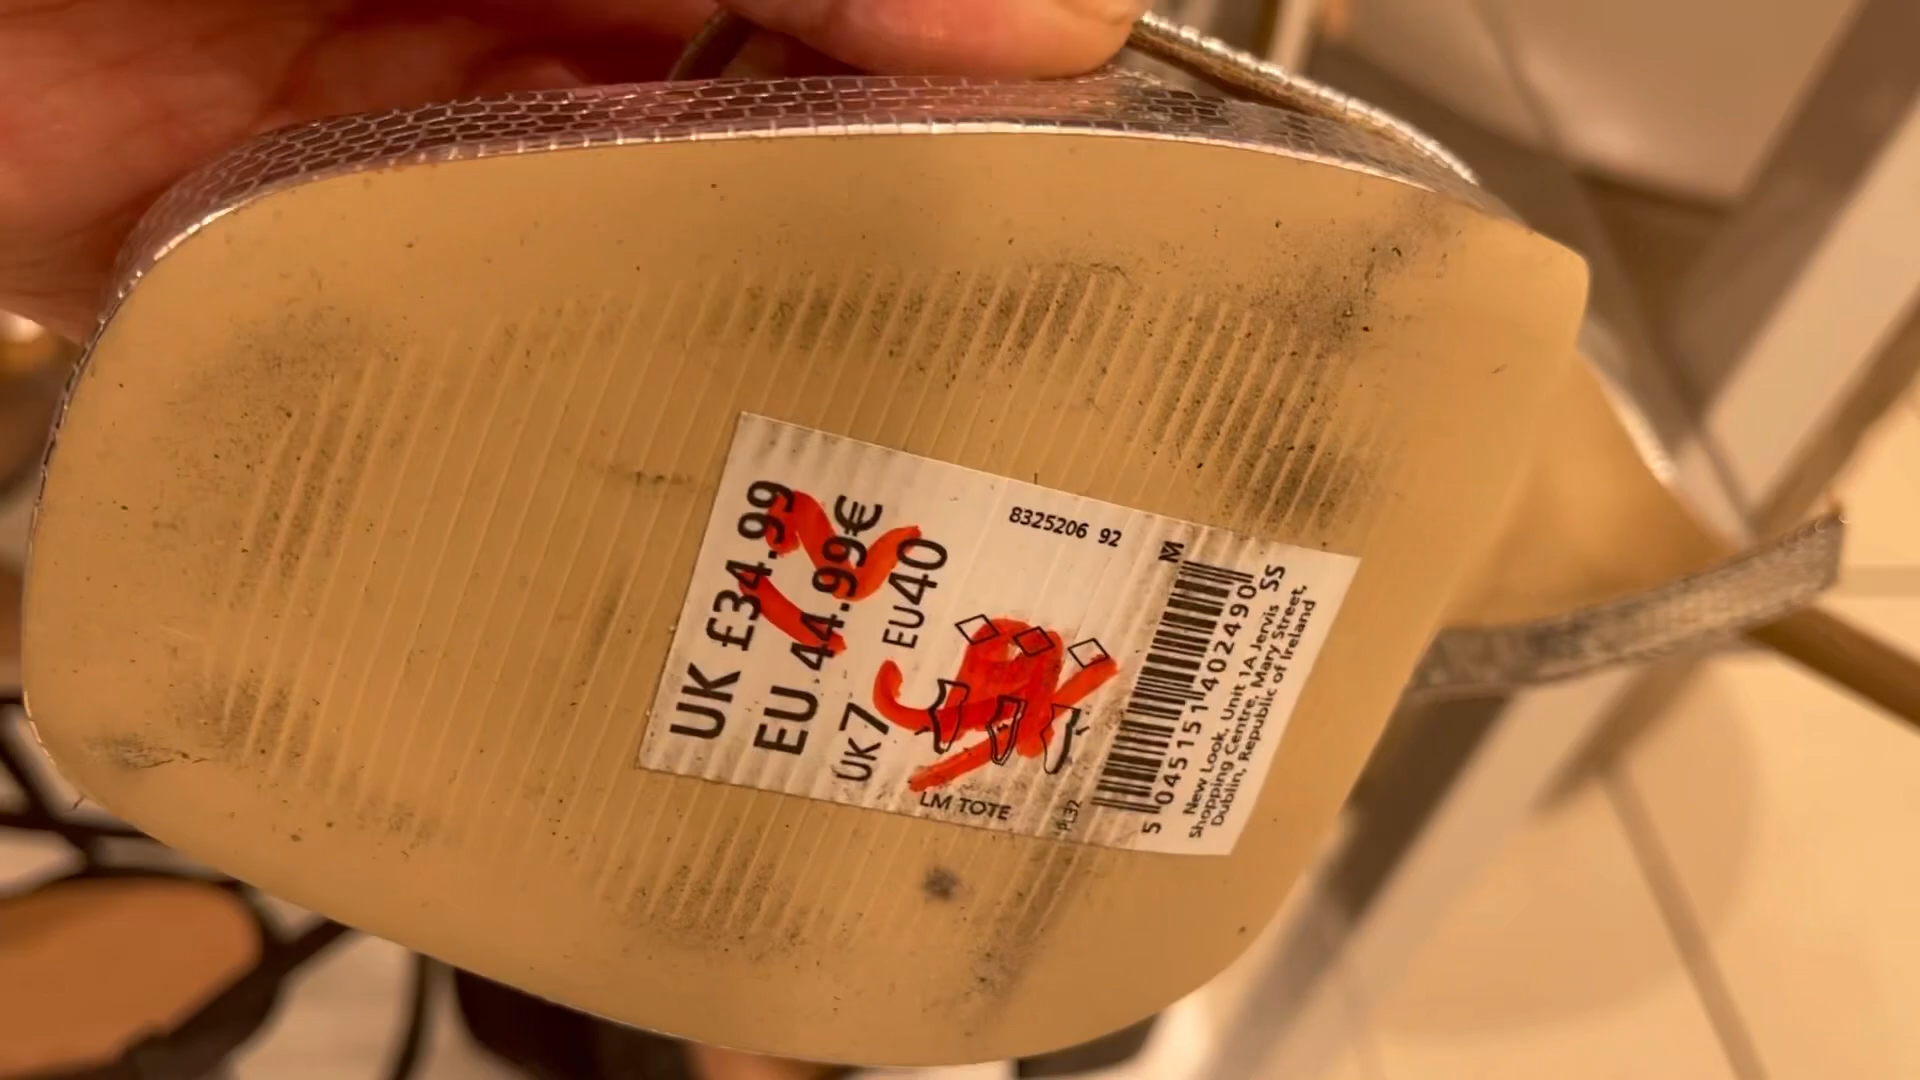 UK £34.99
EU 44.99€
UK7 EU40
8325206 92
LM TOTE
PL32
M
5 045151 402490
SS
New Look, Unit 1A Jervis
Shopping Centre, Mary Street,
Dublin, Republic of Ireland